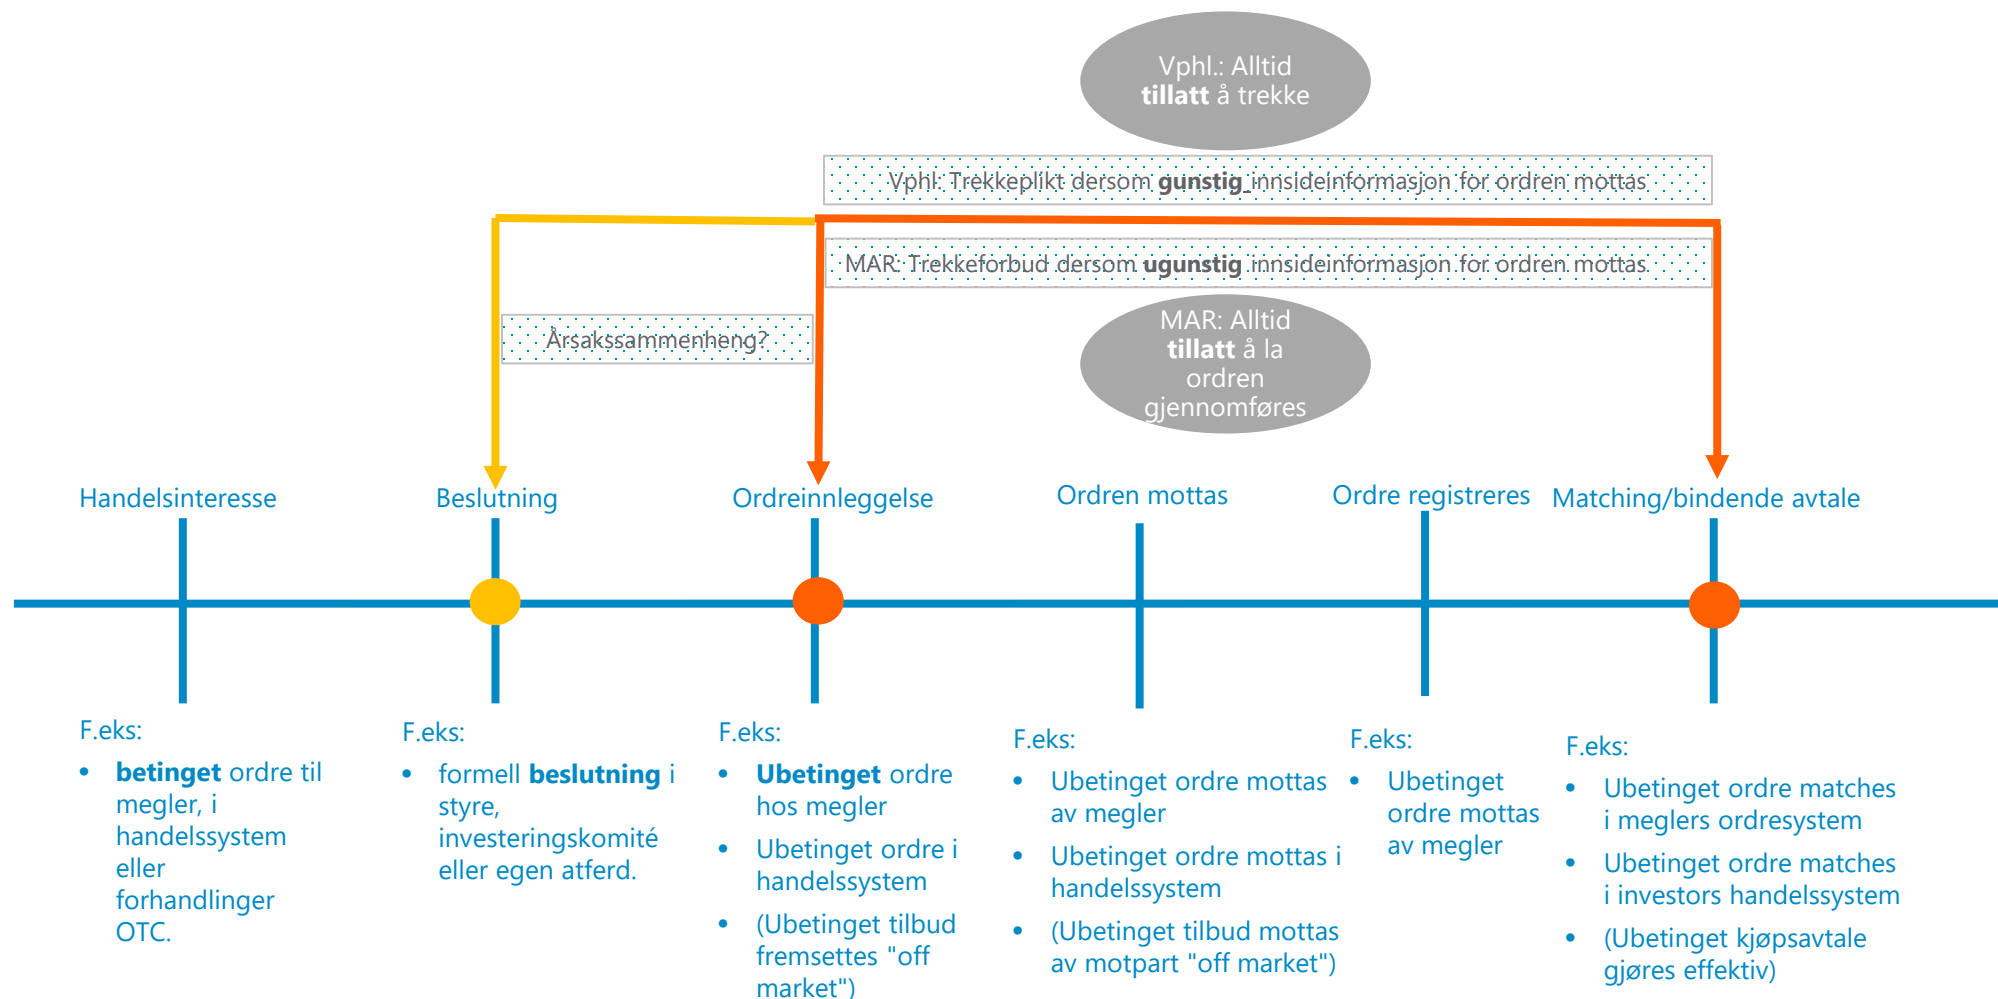 Vphl.: Alltid
tillatt å trekke
Vphl: Trekkeplikt dersom gunstig innsideinformasjon for ordren mottas
MAR: Trekkeforbud dersom ugunstig innsideinformasjon for ordren mottas
Årsakssammenheng?
MAR: Alltid
tillatt å la
ordren
gjennomføres
Handelsinteresse
Beslutning
Ordreinnleggelse
Ordren mottas
Ordre registreres
Matching/bindende avtale
F.eks:
• betinget ordre til
megler, i
handelssystem
eller
forhandlinger
OTC.
F.eks:
• formell beslutning i
styre,
investeringskomité
eller egen atferd.
F.eks:
• Ubetinget ordre
hos megler
• Ubetinget ordre i
handelssystem
• (Ubetinget tilbud
fremsettes "off
market")
F.eks:
• Ubetinget ordre mottas
av megler
• Ubetinget ordre mottas i
handelssystem
• (Ubetinget tilbud mottas
av motpart "off market")
F.eks:
• Ubetinget
ordre mottas
av megler
F.eks:
• Ubetinget ordre matches
i meglers ordresystem
• Ubetinget ordre matches
i investors handelssystem
• (Ubetinget kjøpsavtale
gjøres effektiv)